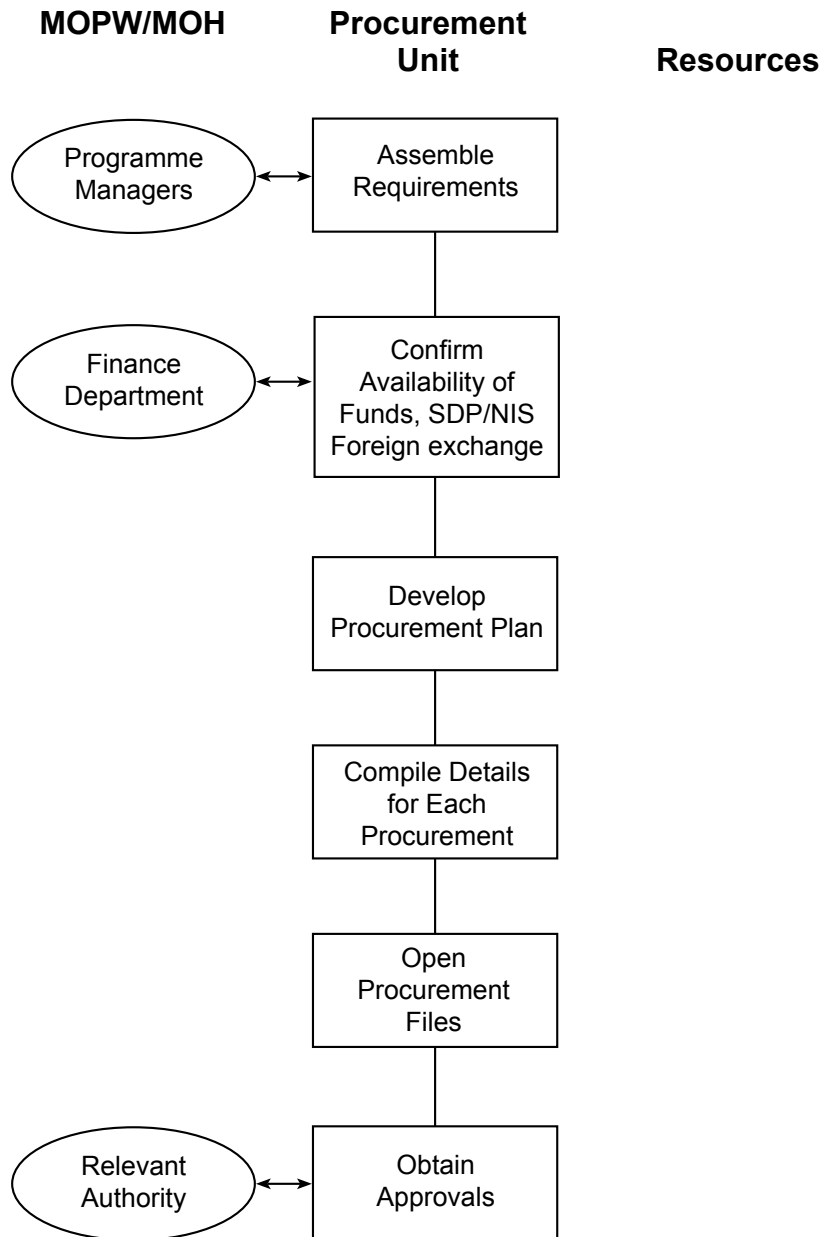 MOPW/MOH
Procurement
Unit
Resources
Programme
Managers
Assemble
Requirements
Finance
Department
Confirm
Availability of
Funds, SDP/NIS
Foreign exchange
Develop
Procurement Plan
Compile Details
for Each
Procurement
Open
Procurement
Files
Relevant
Authority
Obtain
Approvals